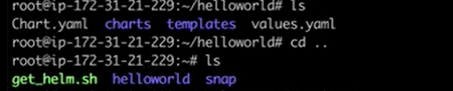 root@ip-172-31-21-229:~/helloworld# ls
Chart.yaml charts templates values.yaml
root@ip-172-31-21-229:~/helloworld# cd ..
root@ip-172-31-21-229:~# ls
get_helm.sh helloworld snap